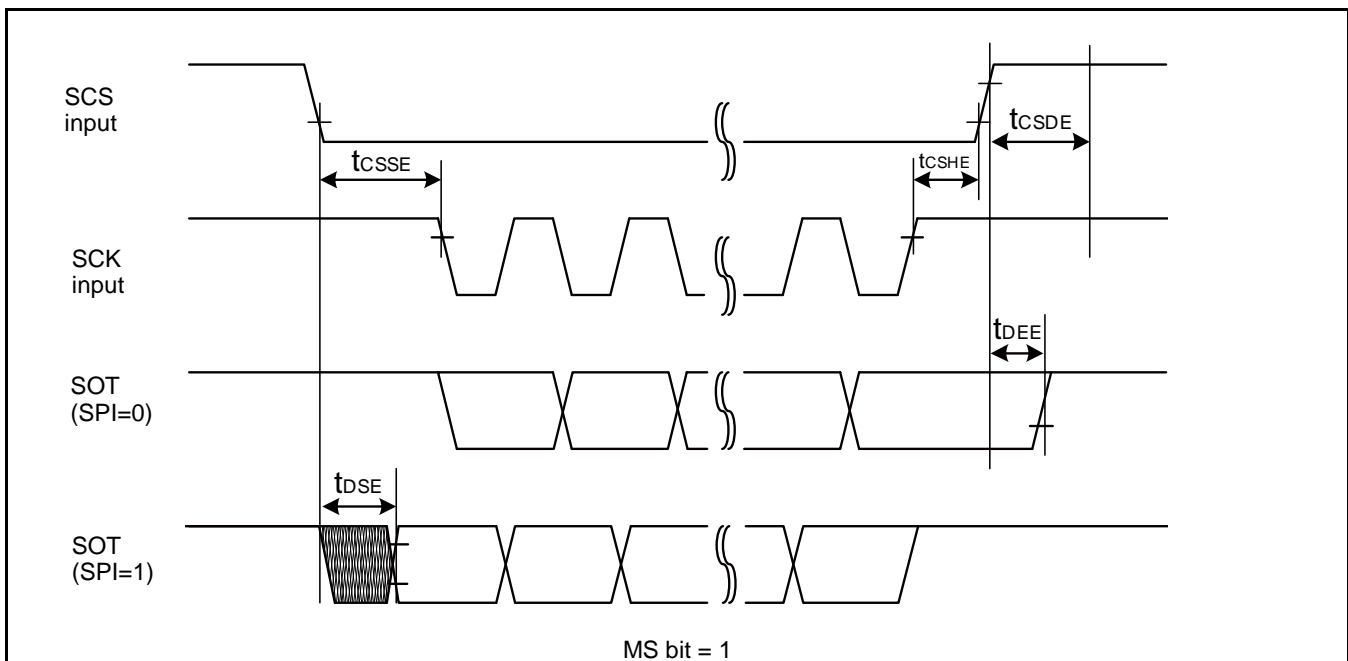 SCS
input
tCSDE
tCSSE
tCSHE
SCK
input
tDEE
SOT
(SPI=0)
tDSE
SOT
(SPI=1)
MS bit = 1